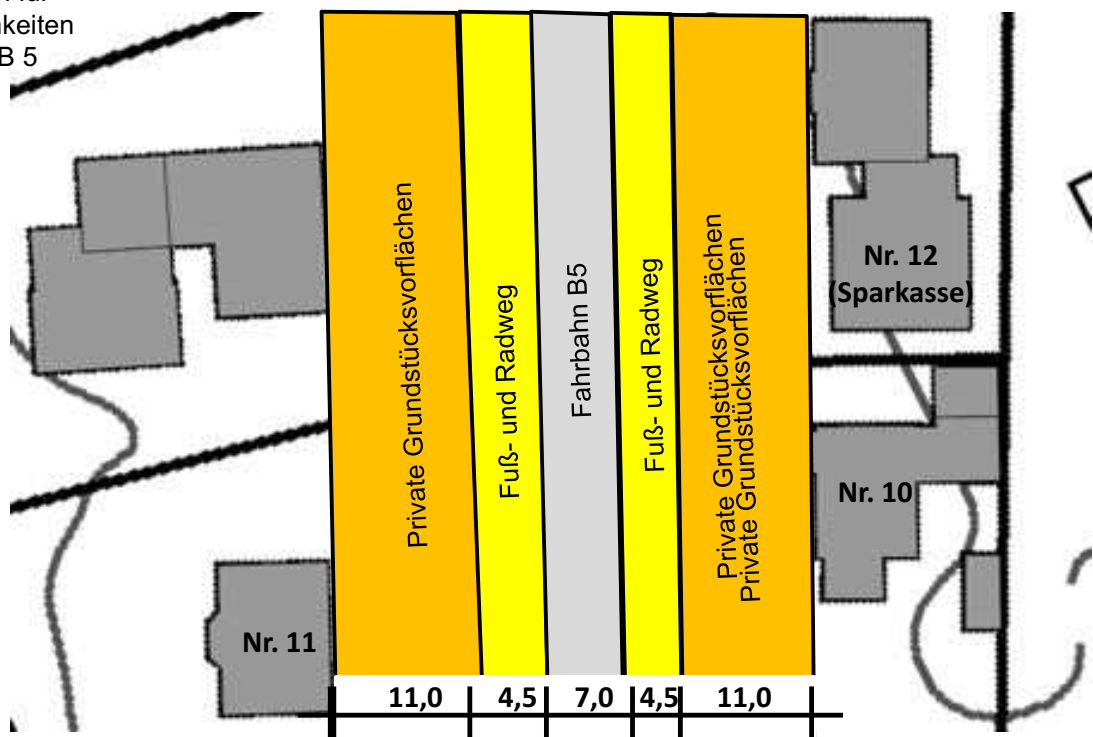 hkeiten
B 5
Private Grundstücksvorflächen
Fuß- und Radweg
Fahrbahn B5
Fuß- und Radweg
Private Grundstücksvorflächen
Private Grundstücksvorflächen
Nr. 12
(Sparkasse)
Nr. 10
Nr. 11
11,0 4,5 7,0 4,5 11,0